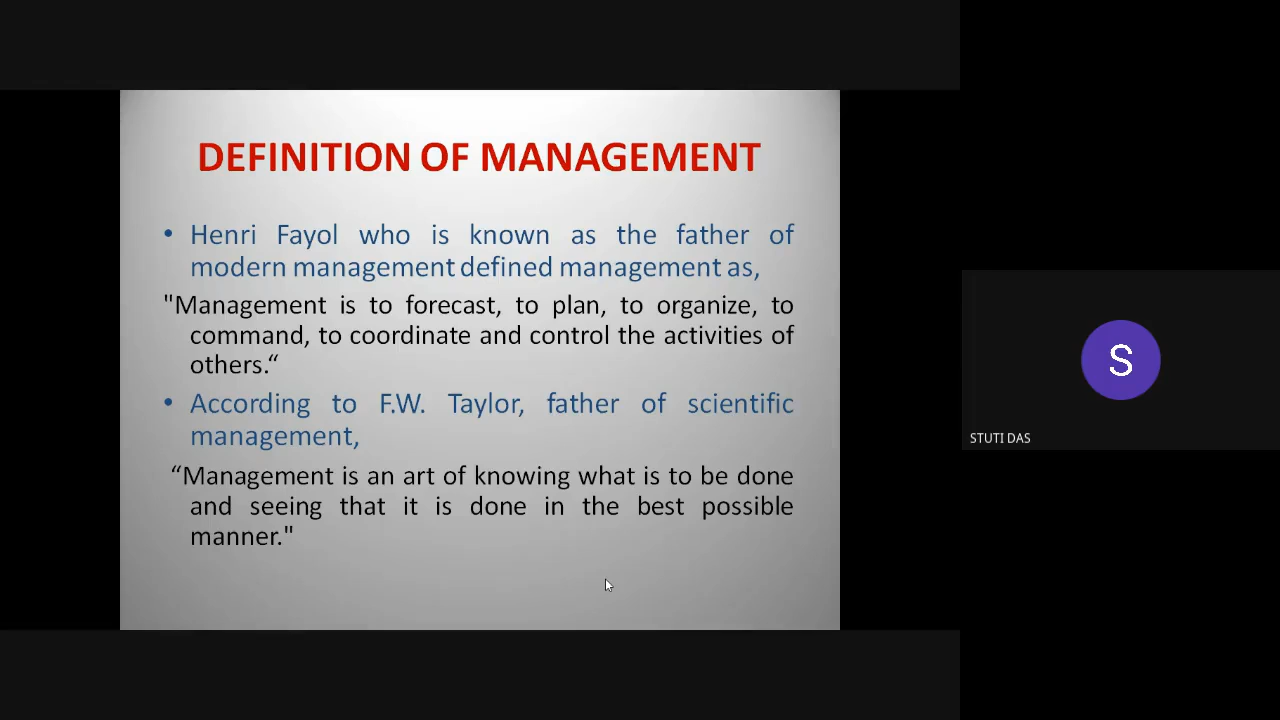 DEFINITION OF MANAGEMENT
• Henri Fayol who is known as the father of
modern management defined management as,
"Management is to forecast, to plan, to organize, to
command, to coordinate and control the activities of
others.“
• According to F.W. Taylor, father of scientific
management,
“Management is an art of knowing what is to be done
and seeing that it is done in the best possible
manner."
S
STUTI DAS